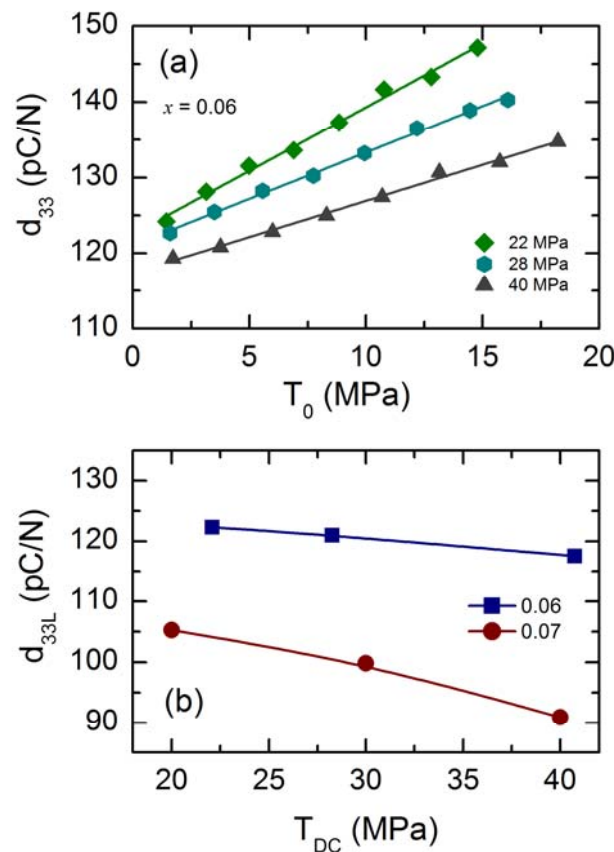 150
(a)
140
x = 0.06
d33 (pC/N)
130
120
22 MPa
28 MPa
40 MPa
110
0 5 10 15 20
T0 (MPa)
130
120
d33L (pC/N)
110
0.06
0.07
100
(b)
90
20 25 30 35 40
TDC (MPa)